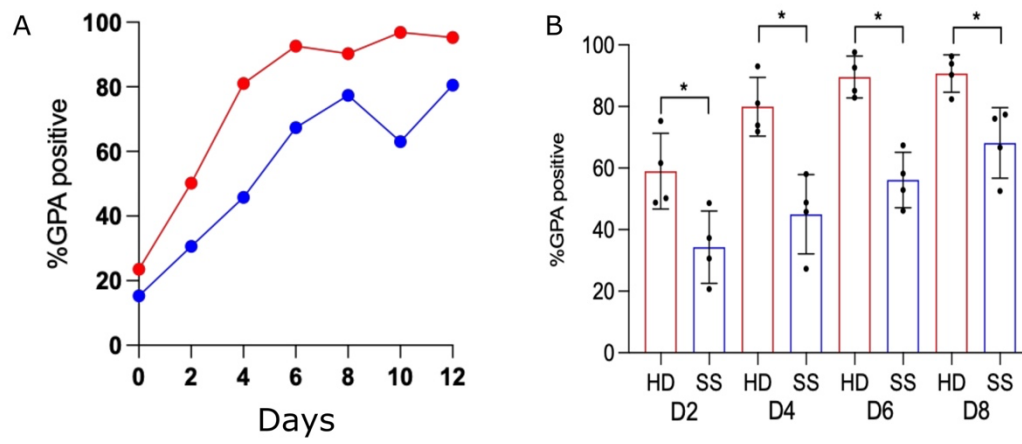 A
%GPA positive
100
80
60
40
20
0
0 2 4 6 8 10 12
Days
B
%GPA positive
100
80
60
40
20
0
* * * *
HD SS HD SS HD SS HD SS
D2 D4 D6 D8